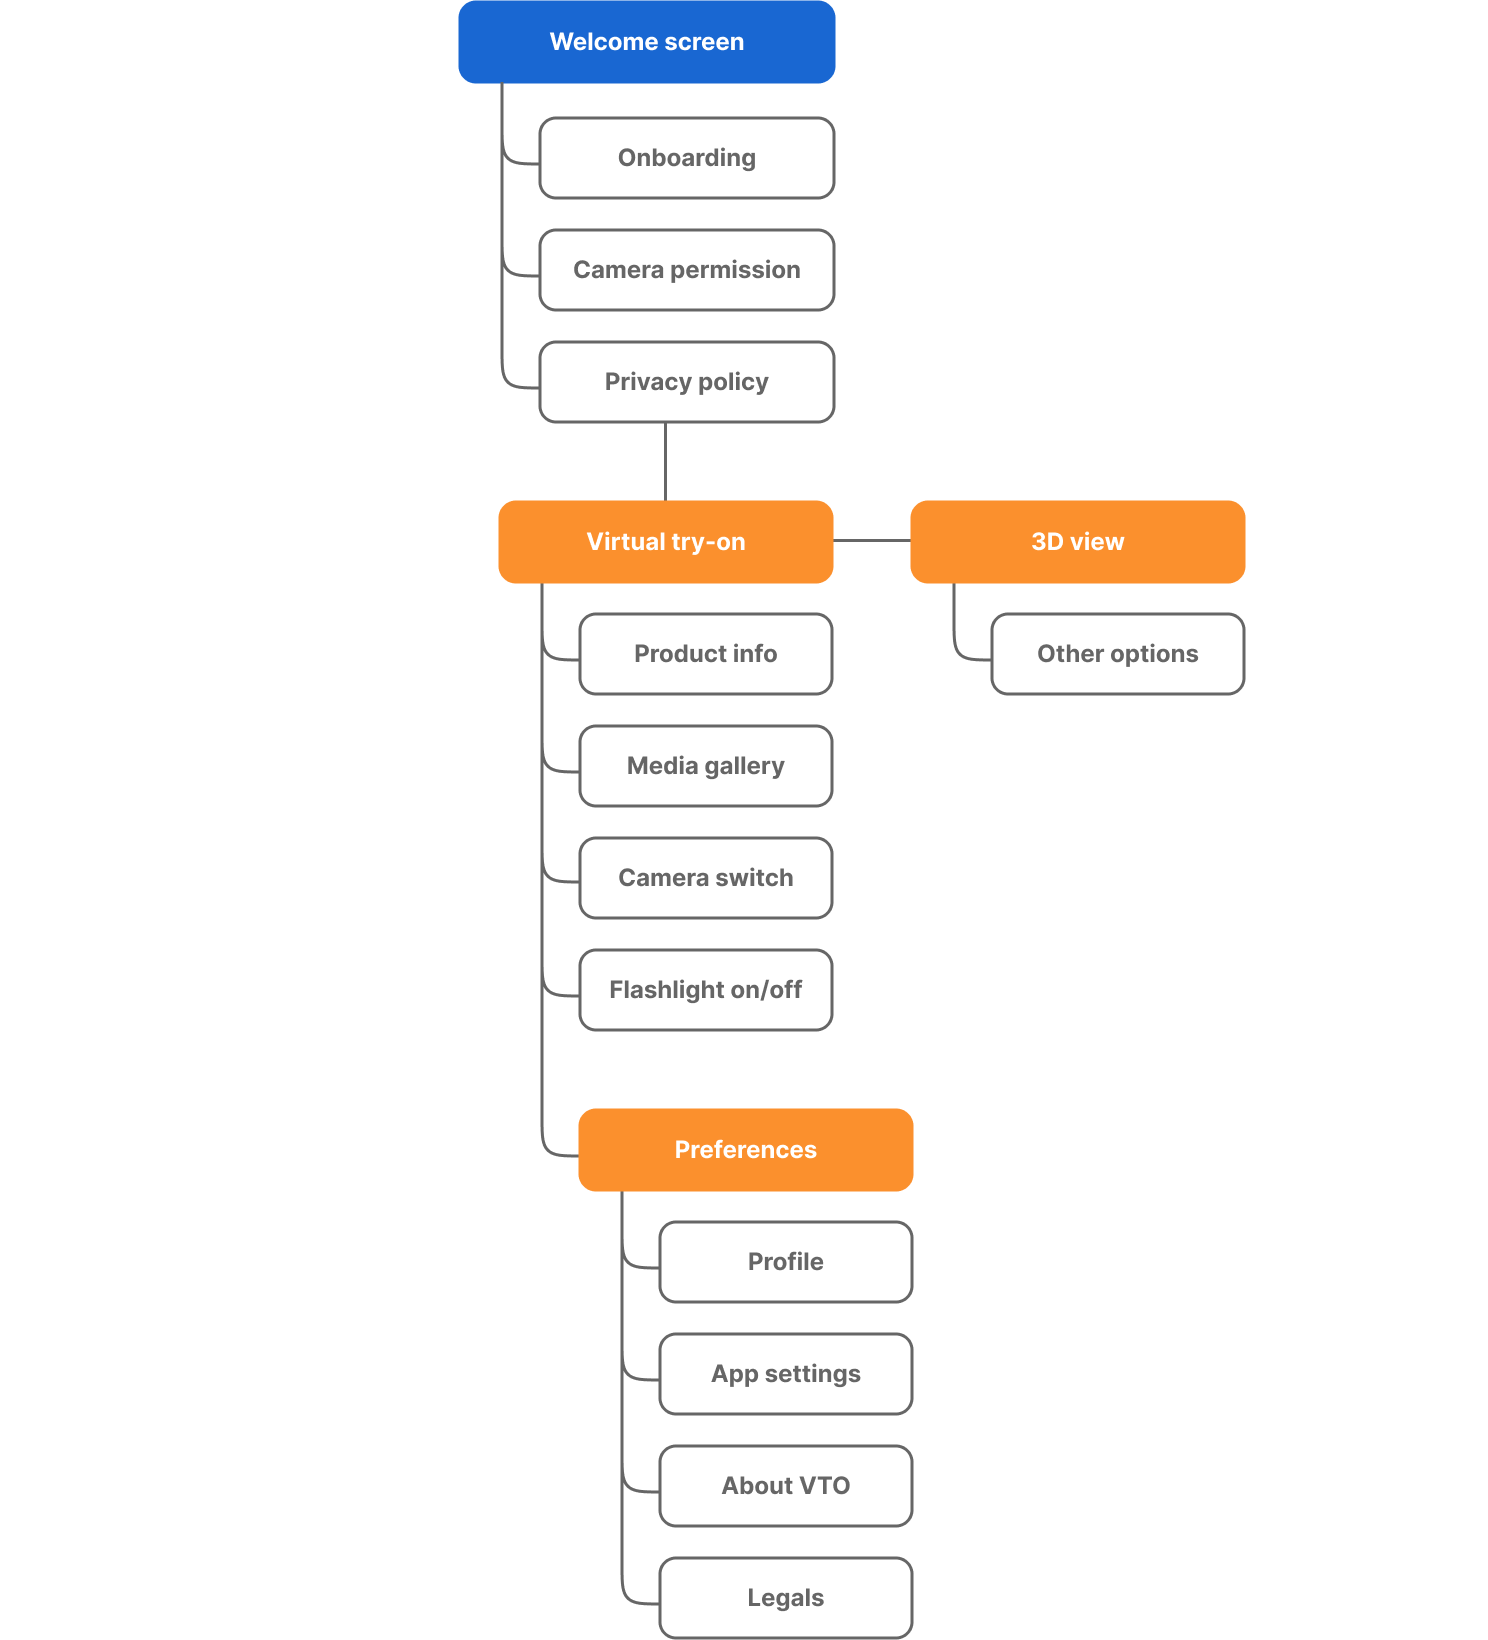 Welcome screen
Onboarding
Camera permission
Privacy policy
Virtual try-on
3D view
Product info
Other options
Media gallery
Camera switch
Flashlight on/off
Preferences
Profile
App settings
About VTO
Legals